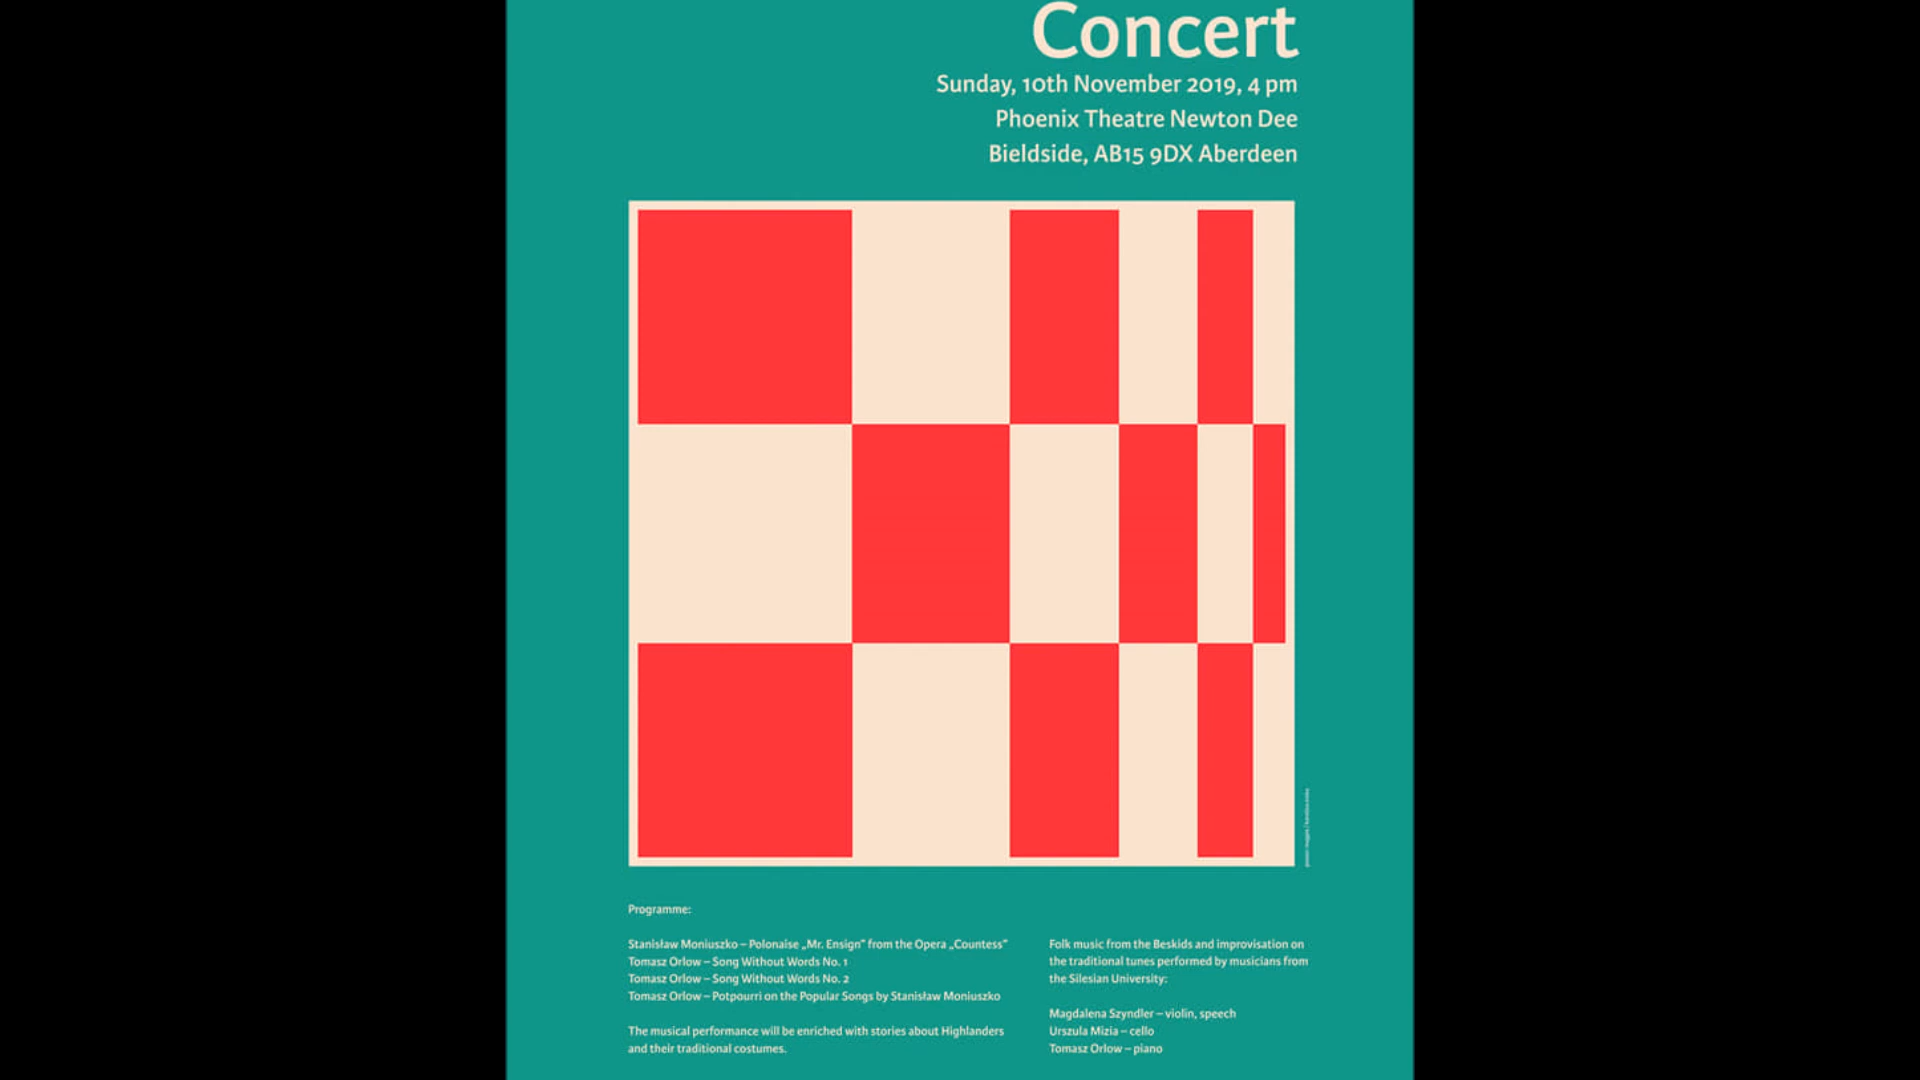 Concert
Sunday, 10th November 2019, 4 pm
Phoenix Theatre Newton Dee
Bieldside, AB15 9DX Aberdeen
Programme:
Stanisław Moniuszko – Polonaise „Mr. Ensign” from the Opera „Countess”
Tomasz Orlow – Song Without Words No. 1
Tomasz Orlow – Song Without Words No. 2
Tomasz Orlow – Potpourri on the Popular Songs by Stanisław Moniuszko
The musical performance will be enriched with stories about Highlanders
and their traditional costumes.
Folk music from the Beskids and improvisation on
the traditional tunes performed by musicians from
the Silesian University:
Magdalena Szyndler – violin, speech
Urszula Mizia – cello
Tomasz Orlow – piano